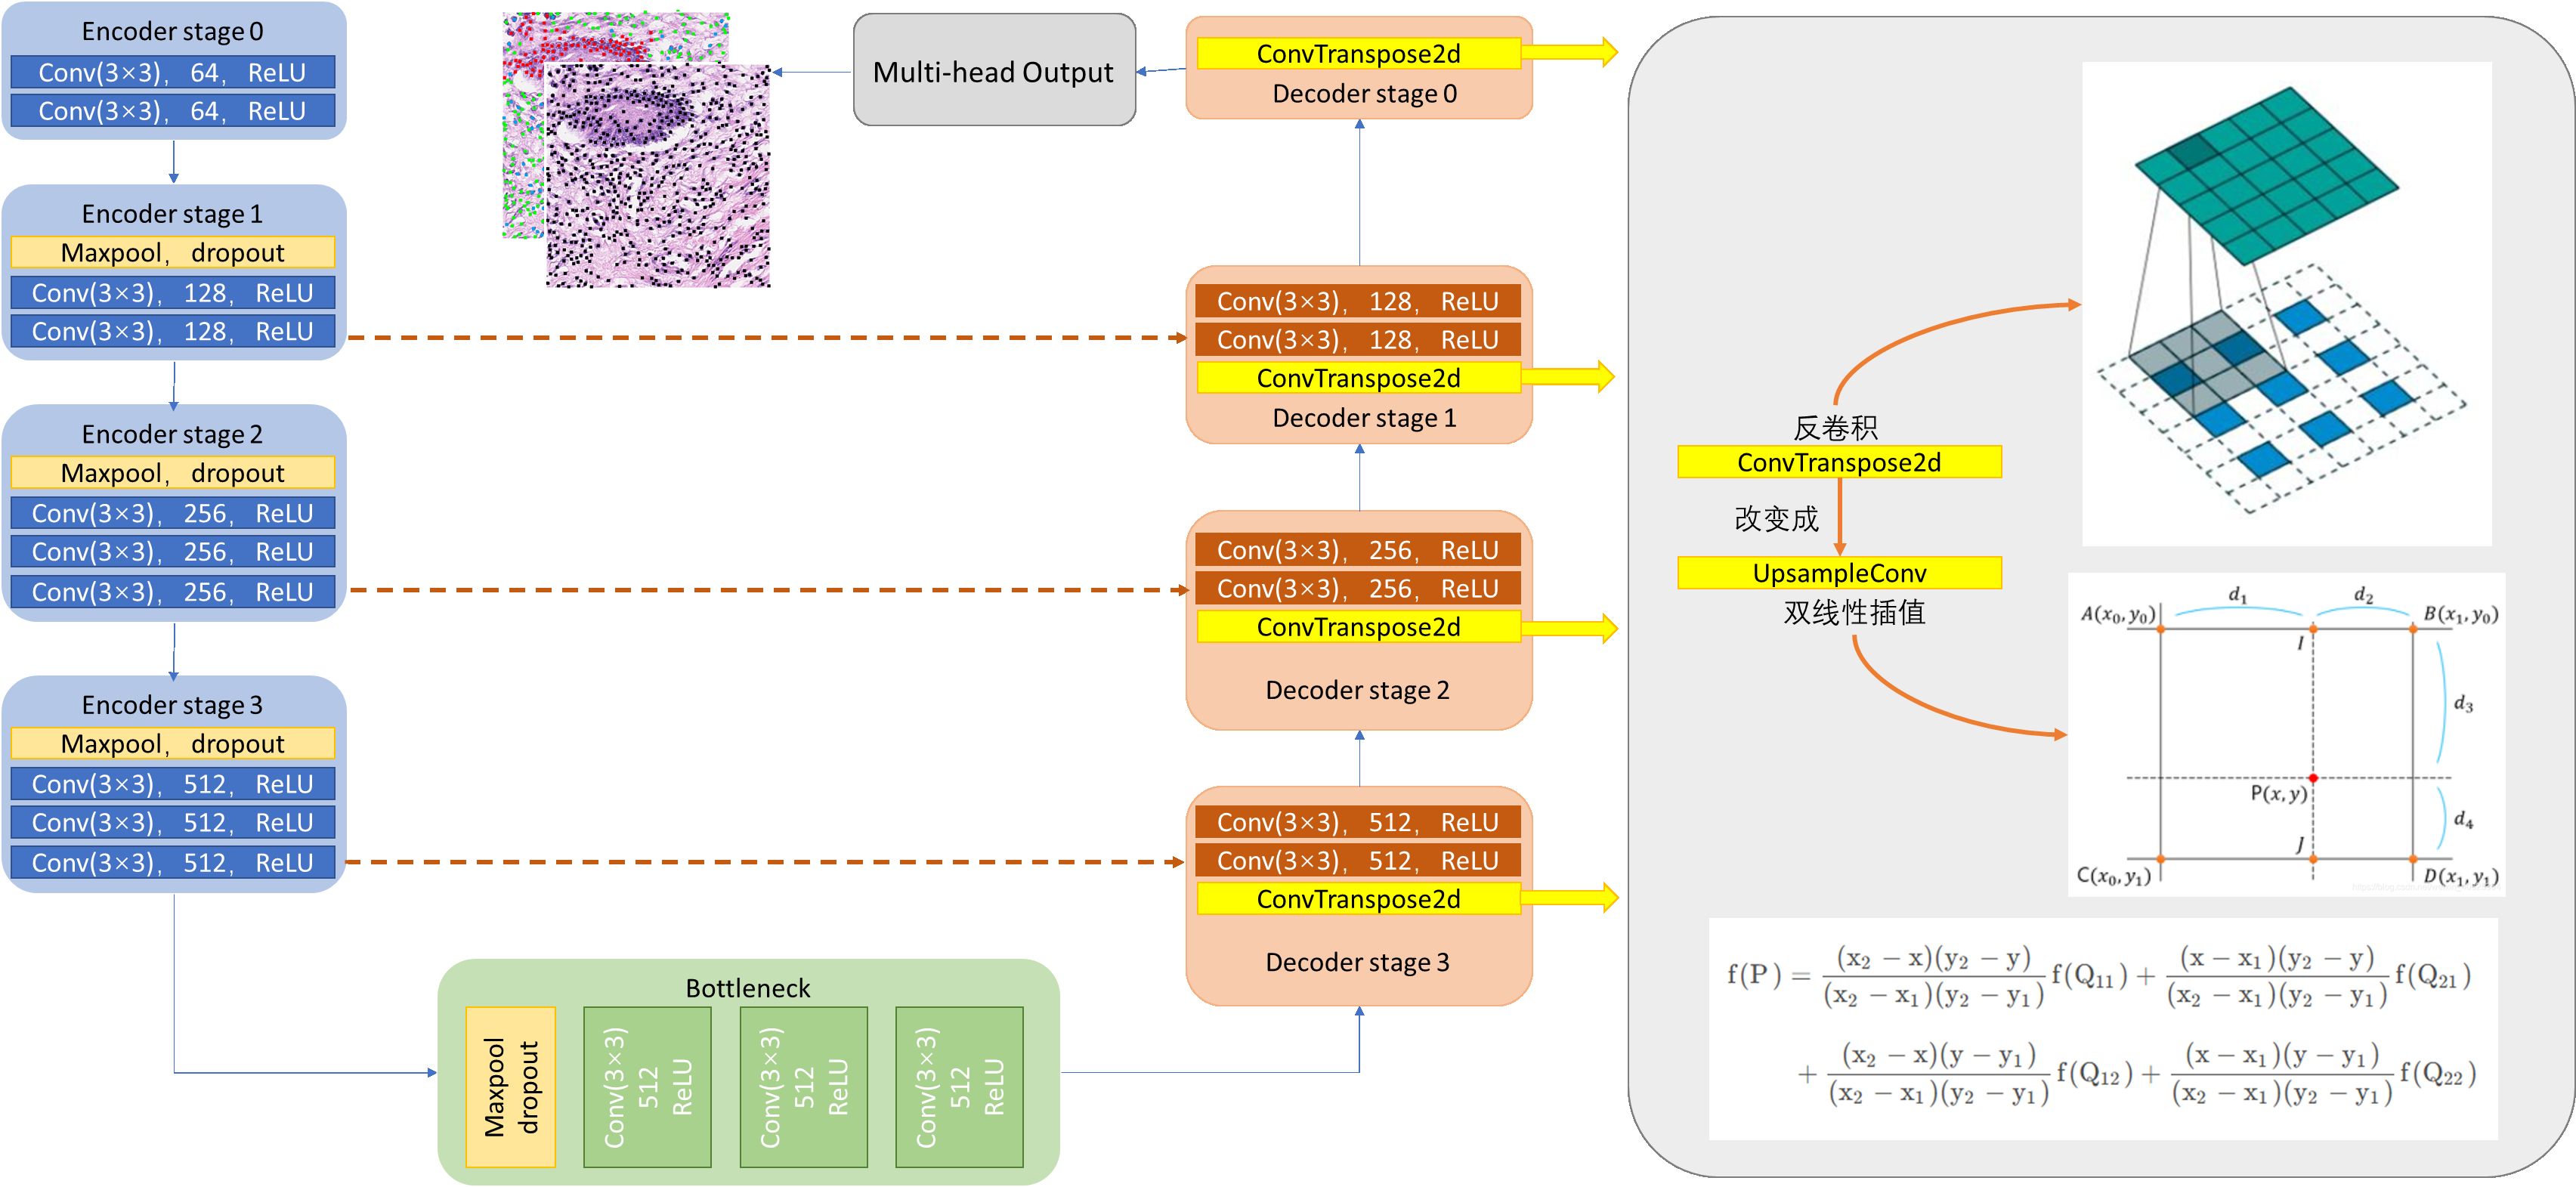 Encoder stage 0
Conv(3×3), 64, ReLU
Conv(3×3), 64, ReLU
Encoder stage 1
Maxpool, dropout
Conv(3×3), 128, ReLU
Conv(3×3), 128, ReLU
Encoder stage 2
Maxpool, dropout
Conv(3×3), 256, ReLU
Conv(3×3), 256, ReLU
Conv(3×3), 256, ReLU
Encoder stage 3
Maxpool, dropout
Conv(3×3), 512, ReLU
Conv(3×3), 512, ReLU
Conv(3×3), 512, ReLU
Bottleneck
Maxpool
dropout
Conv(3×3)
512
ReLU
Conv(3×3)
512
ReLU
Conv(3×3)
512
ReLU
Multi-head Output
ConvTranspose2d
Decoder stage 0
Conv(3×3), 128, ReLU
Conv(3×3), 128, ReLU
ConvTranspose2d
Decoder stage 1
Conv(3×3), 256, ReLU
Conv(3×3), 256, ReLU
ConvTranspose2d
Decoder stage 2
Conv(3×3), 512, ReLU
Conv(3×3), 512, ReLU
ConvTranspose2d
Decoder stage 3
反卷积
ConvTranspose2d
改变成
UpsampleConv
双线性插值
d₁ d₂
A(x₀, y₀) B(x₁, y₀)
I
d₃
P(x, y)
d₄
J
C(x₀, y₁) D(x₁, y₁)
f(P) = (x₂ − x)(y₂ − y) / (x₂ − x₁)(y₂ − y₁) f(Q₁₁) + (x − x₁)(y₂ − y) / (x₂ − x₁)(y₂ − y₁) f(Q₂₁)
+ (x₂ − x)(y − y₁) / (x₂ − x₁)(y₂ − y₁) f(Q₁₂) + (x − x₁)(y − y₁) / (x₂ − x₁)(y₂ − y₁) f(Q₂₂)